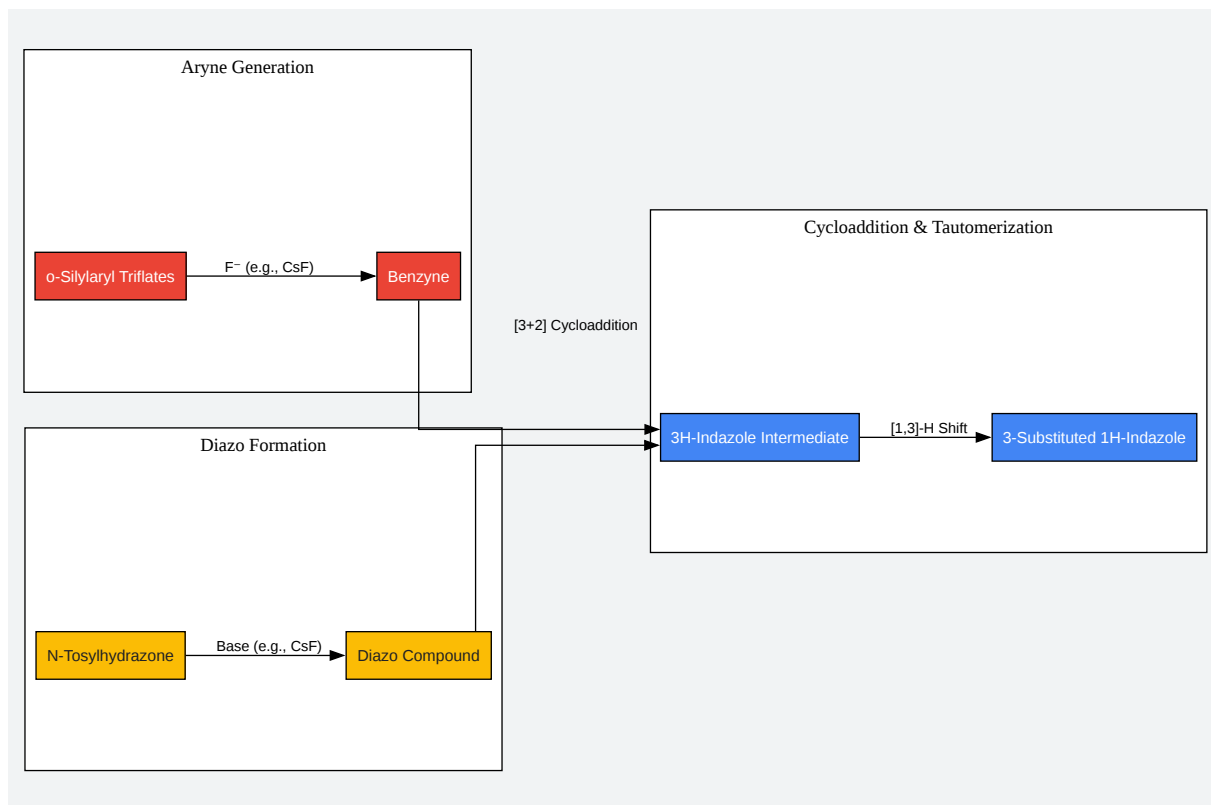 Aryne Generation
o-Silylaryl Triflates
F⁻ (e.g., CsF)
Benzyne
[3+2] Cycloaddition
Diazo Formation
N-Tosylhydrazone
Base (e.g., CsF)
Diazo Compound
Cycloaddition & Tautomerization
3H-Indazole Intermediate
[1,3]-H Shift
3-Substituted 1H-Indazole